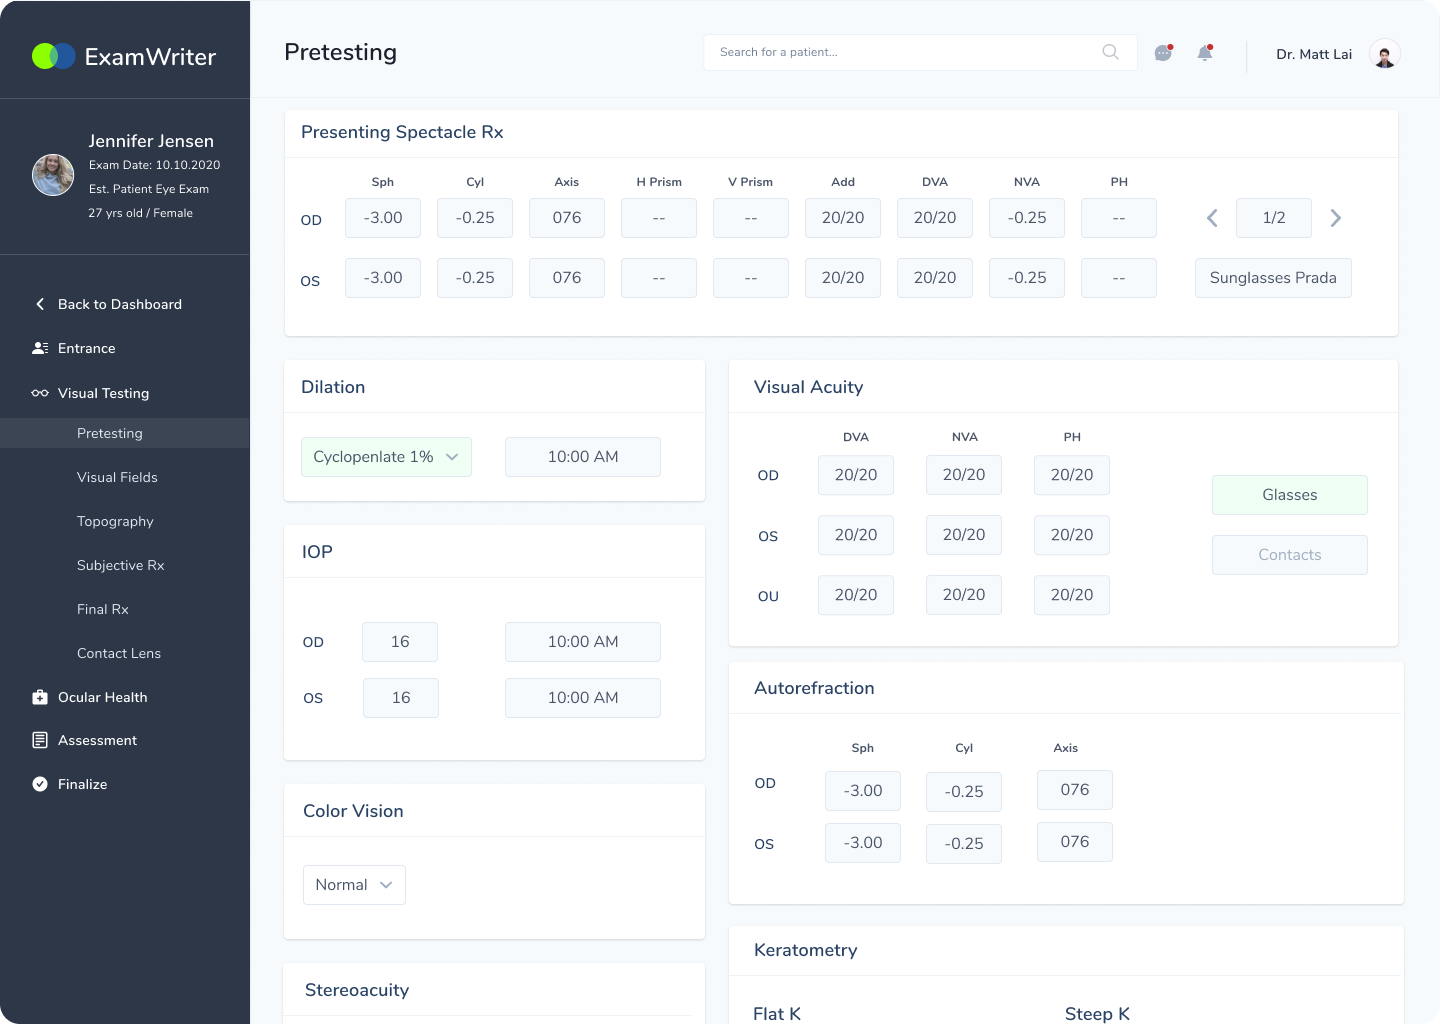 ExamWriter
Jennifer Jensen
Exam Date: 10.10.2020
Est. Patient Eye Exam
27 yrs old / Female
Back to Dashboard
Entrance
Visual Testing
Pretesting
Visual Fields
Topography
Subjective Rx
Final Rx
Contact Lens
Ocular Health
Assessment
Finalize
Pretesting
Search for a patient...
Dr. Matt Lai
Presenting Spectacle Rx
Sph Cyl Axis H Prism V Prism Add DVA NVA PH
OD -3.00 -0.25 076 -- -- 20/20 20/20 -0.25 -- 1/2
OS -3.00 -0.25 076 -- -- 20/20 20/20 -0.25 -- Sunglasses Prada
Dilation
Cyclopenlate 1% 10:00 AM
IOP
OD 16 10:00 AM
OS 16 10:00 AM
Color Vision
Normal
Stereoacuity
Visual Acuity
DVA NVA PH
OD 20/20 20/20 20/20
Glasses
OS 20/20 20/20 20/20
Contacts
OU 20/20 20/20 20/20
Autorefraction
Sph Cyl Axis
OD -3.00 -0.25 076
OS -3.00 -0.25 076
Keratometry
Flat K Steep K